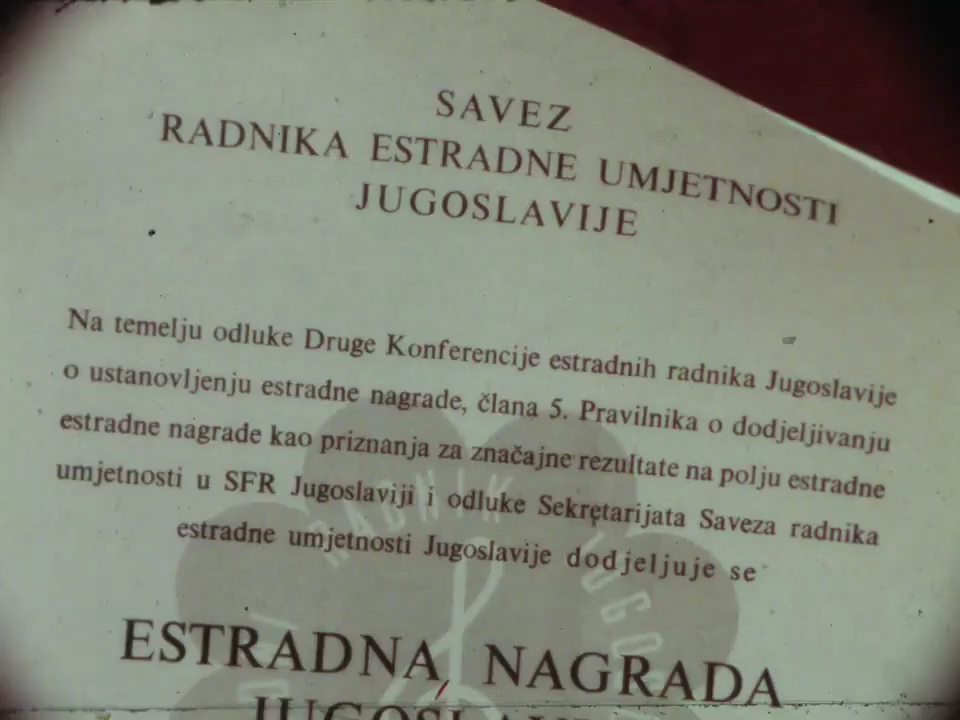 SAVEZ
RADNIKA ESTRADNE UMJETNOSTI
JUGOSLAVIJE
Na temelju odluke Druge Konferencije estradnih radnika Jugoslavije
o ustanovljenju estradne nagrade, člana 5. Pravilnika o dodjeljivanju
estradne nagrade kao priznanja za značajne rezultate na polju estradne
umjetnosti u SFR Jugoslaviji i odluke Sekretarijata Saveza radnika
estradne umjetnosti Jugoslavije dodjeljuje se
RADNIK
ESTRADNA NAGRADA